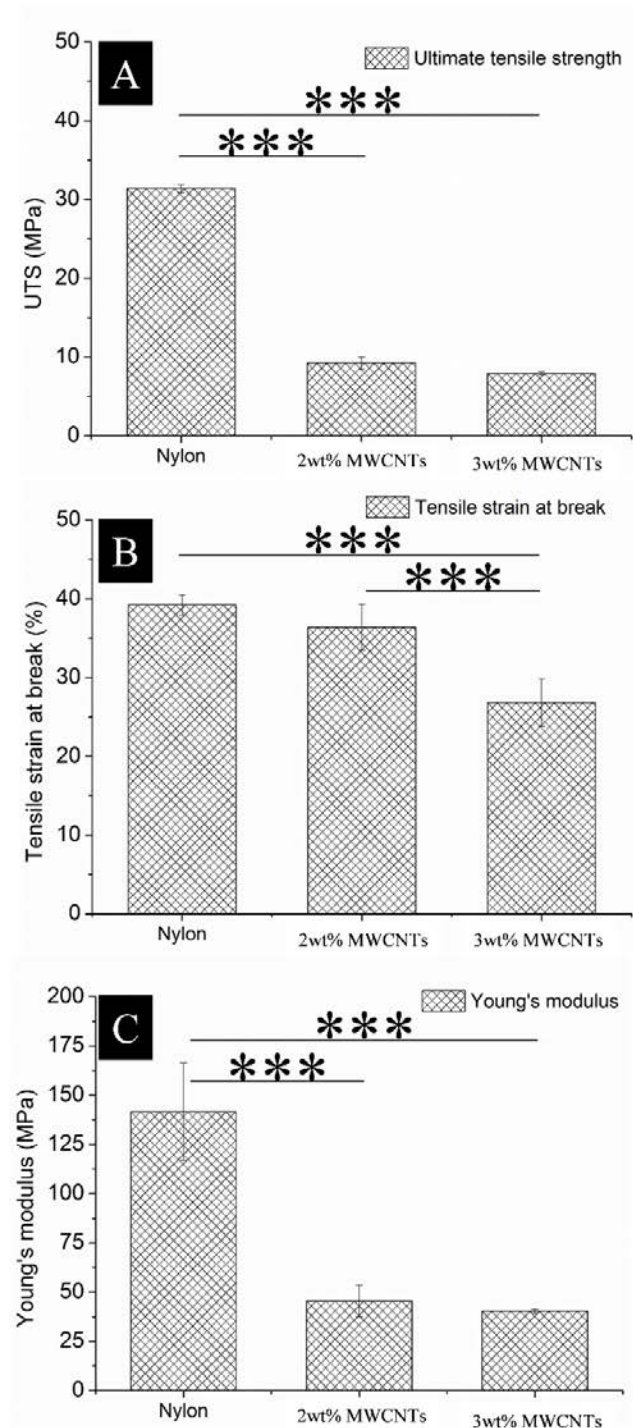 A
Ultimate tensile strength
50
40
30
20
10
0
UTS (MPa)
***
***
Nylon
2wt% MWCNTs
3wt% MWCNTs
B
Tensile strain at break
50
40
30
20
10
0
Tensile strain at break (%)
***
***
Nylon
2wt% MWCNTs
3wt% MWCNTs
C
Young's modulus
200
175
150
125
100
75
50
25
0
Young's modulus (MPa)
***
***
Nylon
2wt% MWCNTs
3wt% MWCNTs